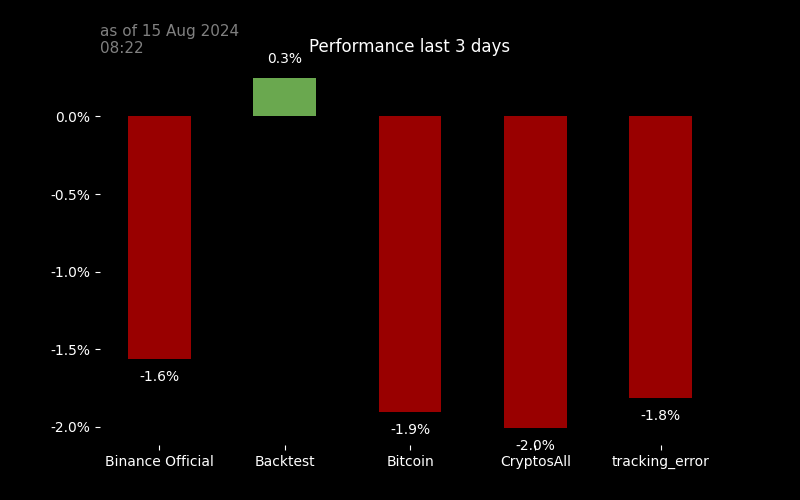 as of 15 Aug 2024
08:22
Performance last 3 days
0.3%
0.0%
-0.5%
-1.0%
-1.5%
-2.0%
-1.6%
-1.9%
-2.0%
-1.8%
Binance Official
Backtest
Bitcoin
CryptosAll
tracking_error